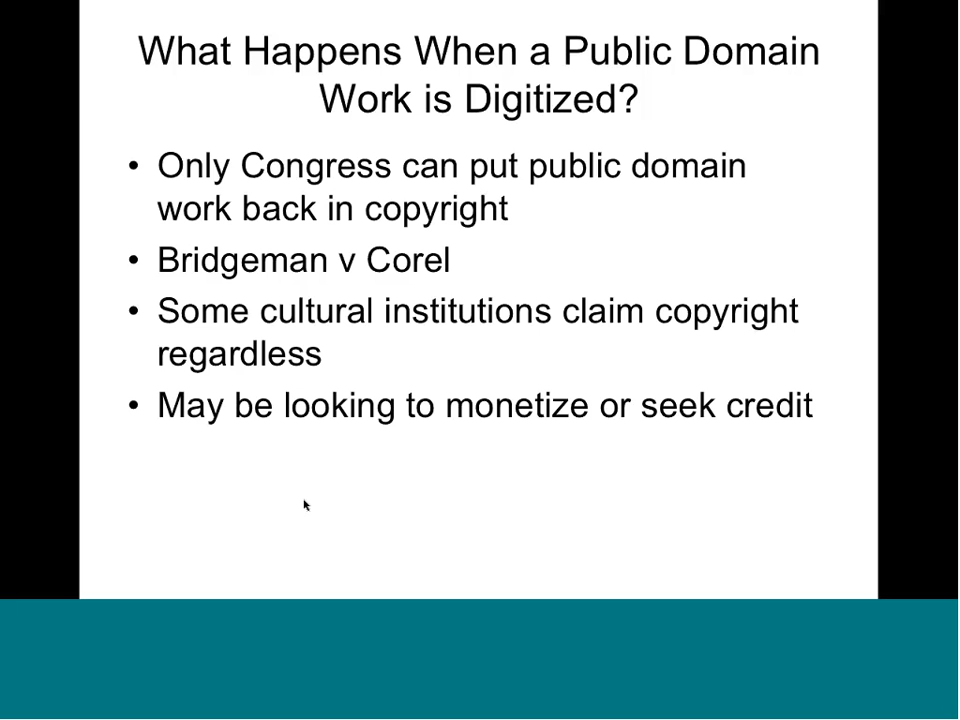 What Happens When a Public Domain
Work is Digitized?
• Only Congress can put public domain
work back in copyright
• Bridgeman v Corel
• Some cultural institutions claim copyright
regardless
• May be looking to monetize or seek credit